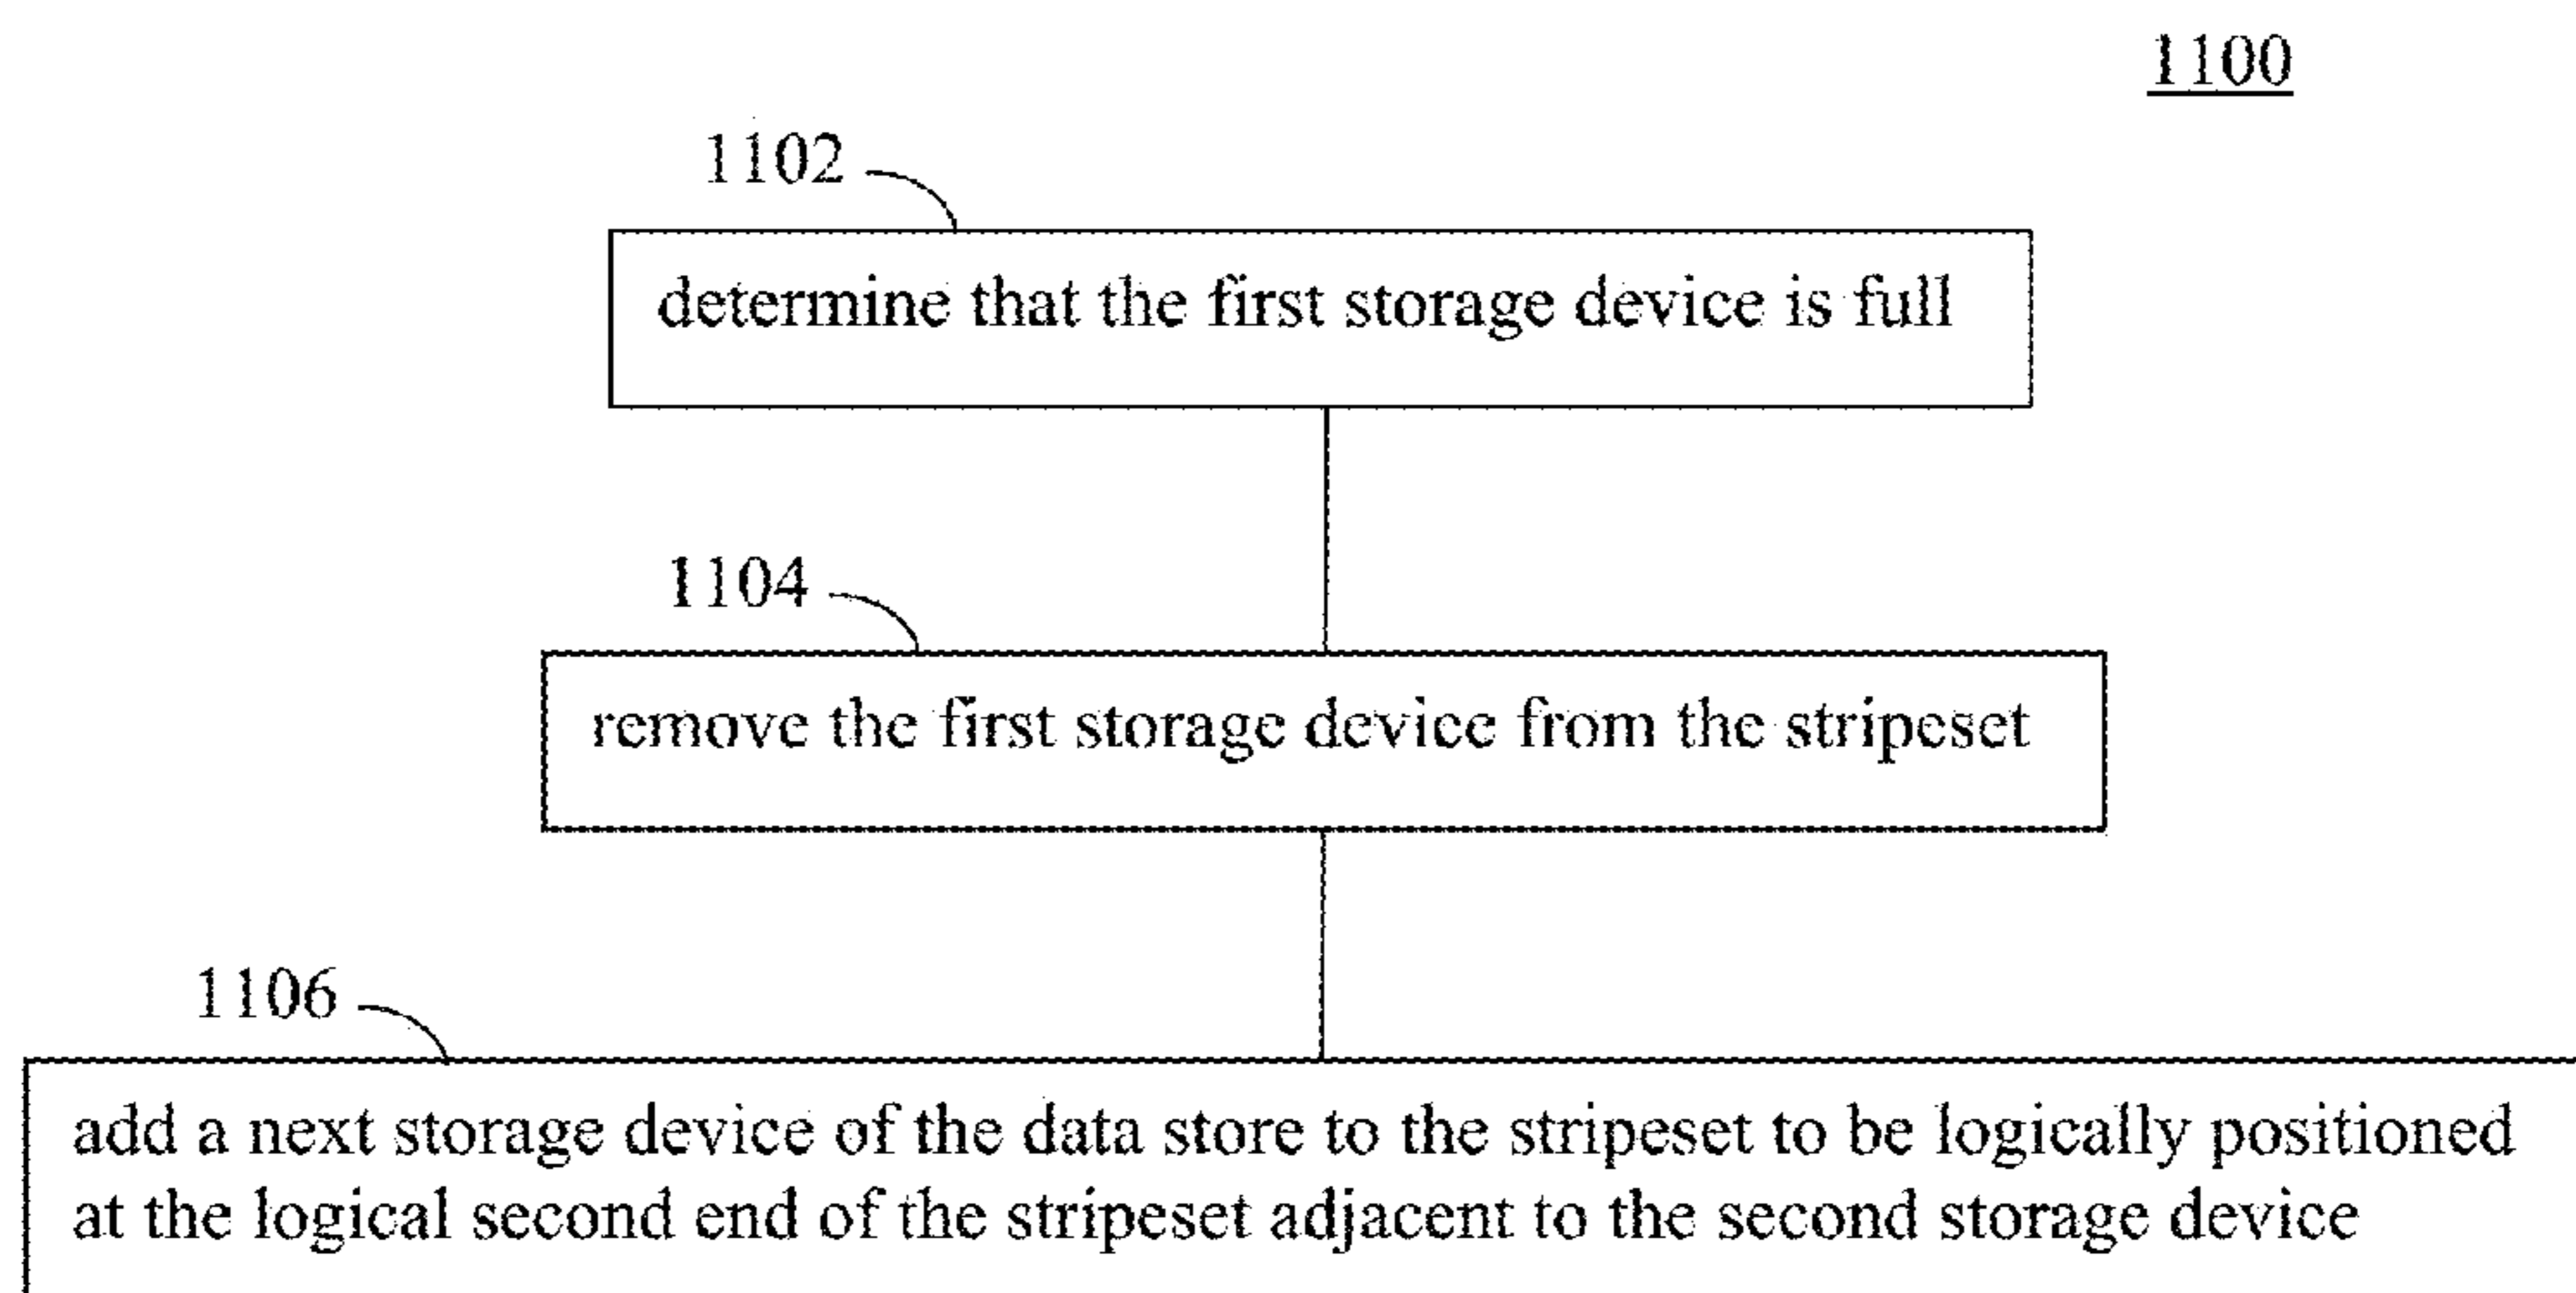 1100
1102
determine that the first storage device is full
1104
remove the first storage device from the stripeset
1106
add a next storage device of the data store to the stripeset to be logically positioned
at the logical second end of the stripeset adjacent to the second storage device